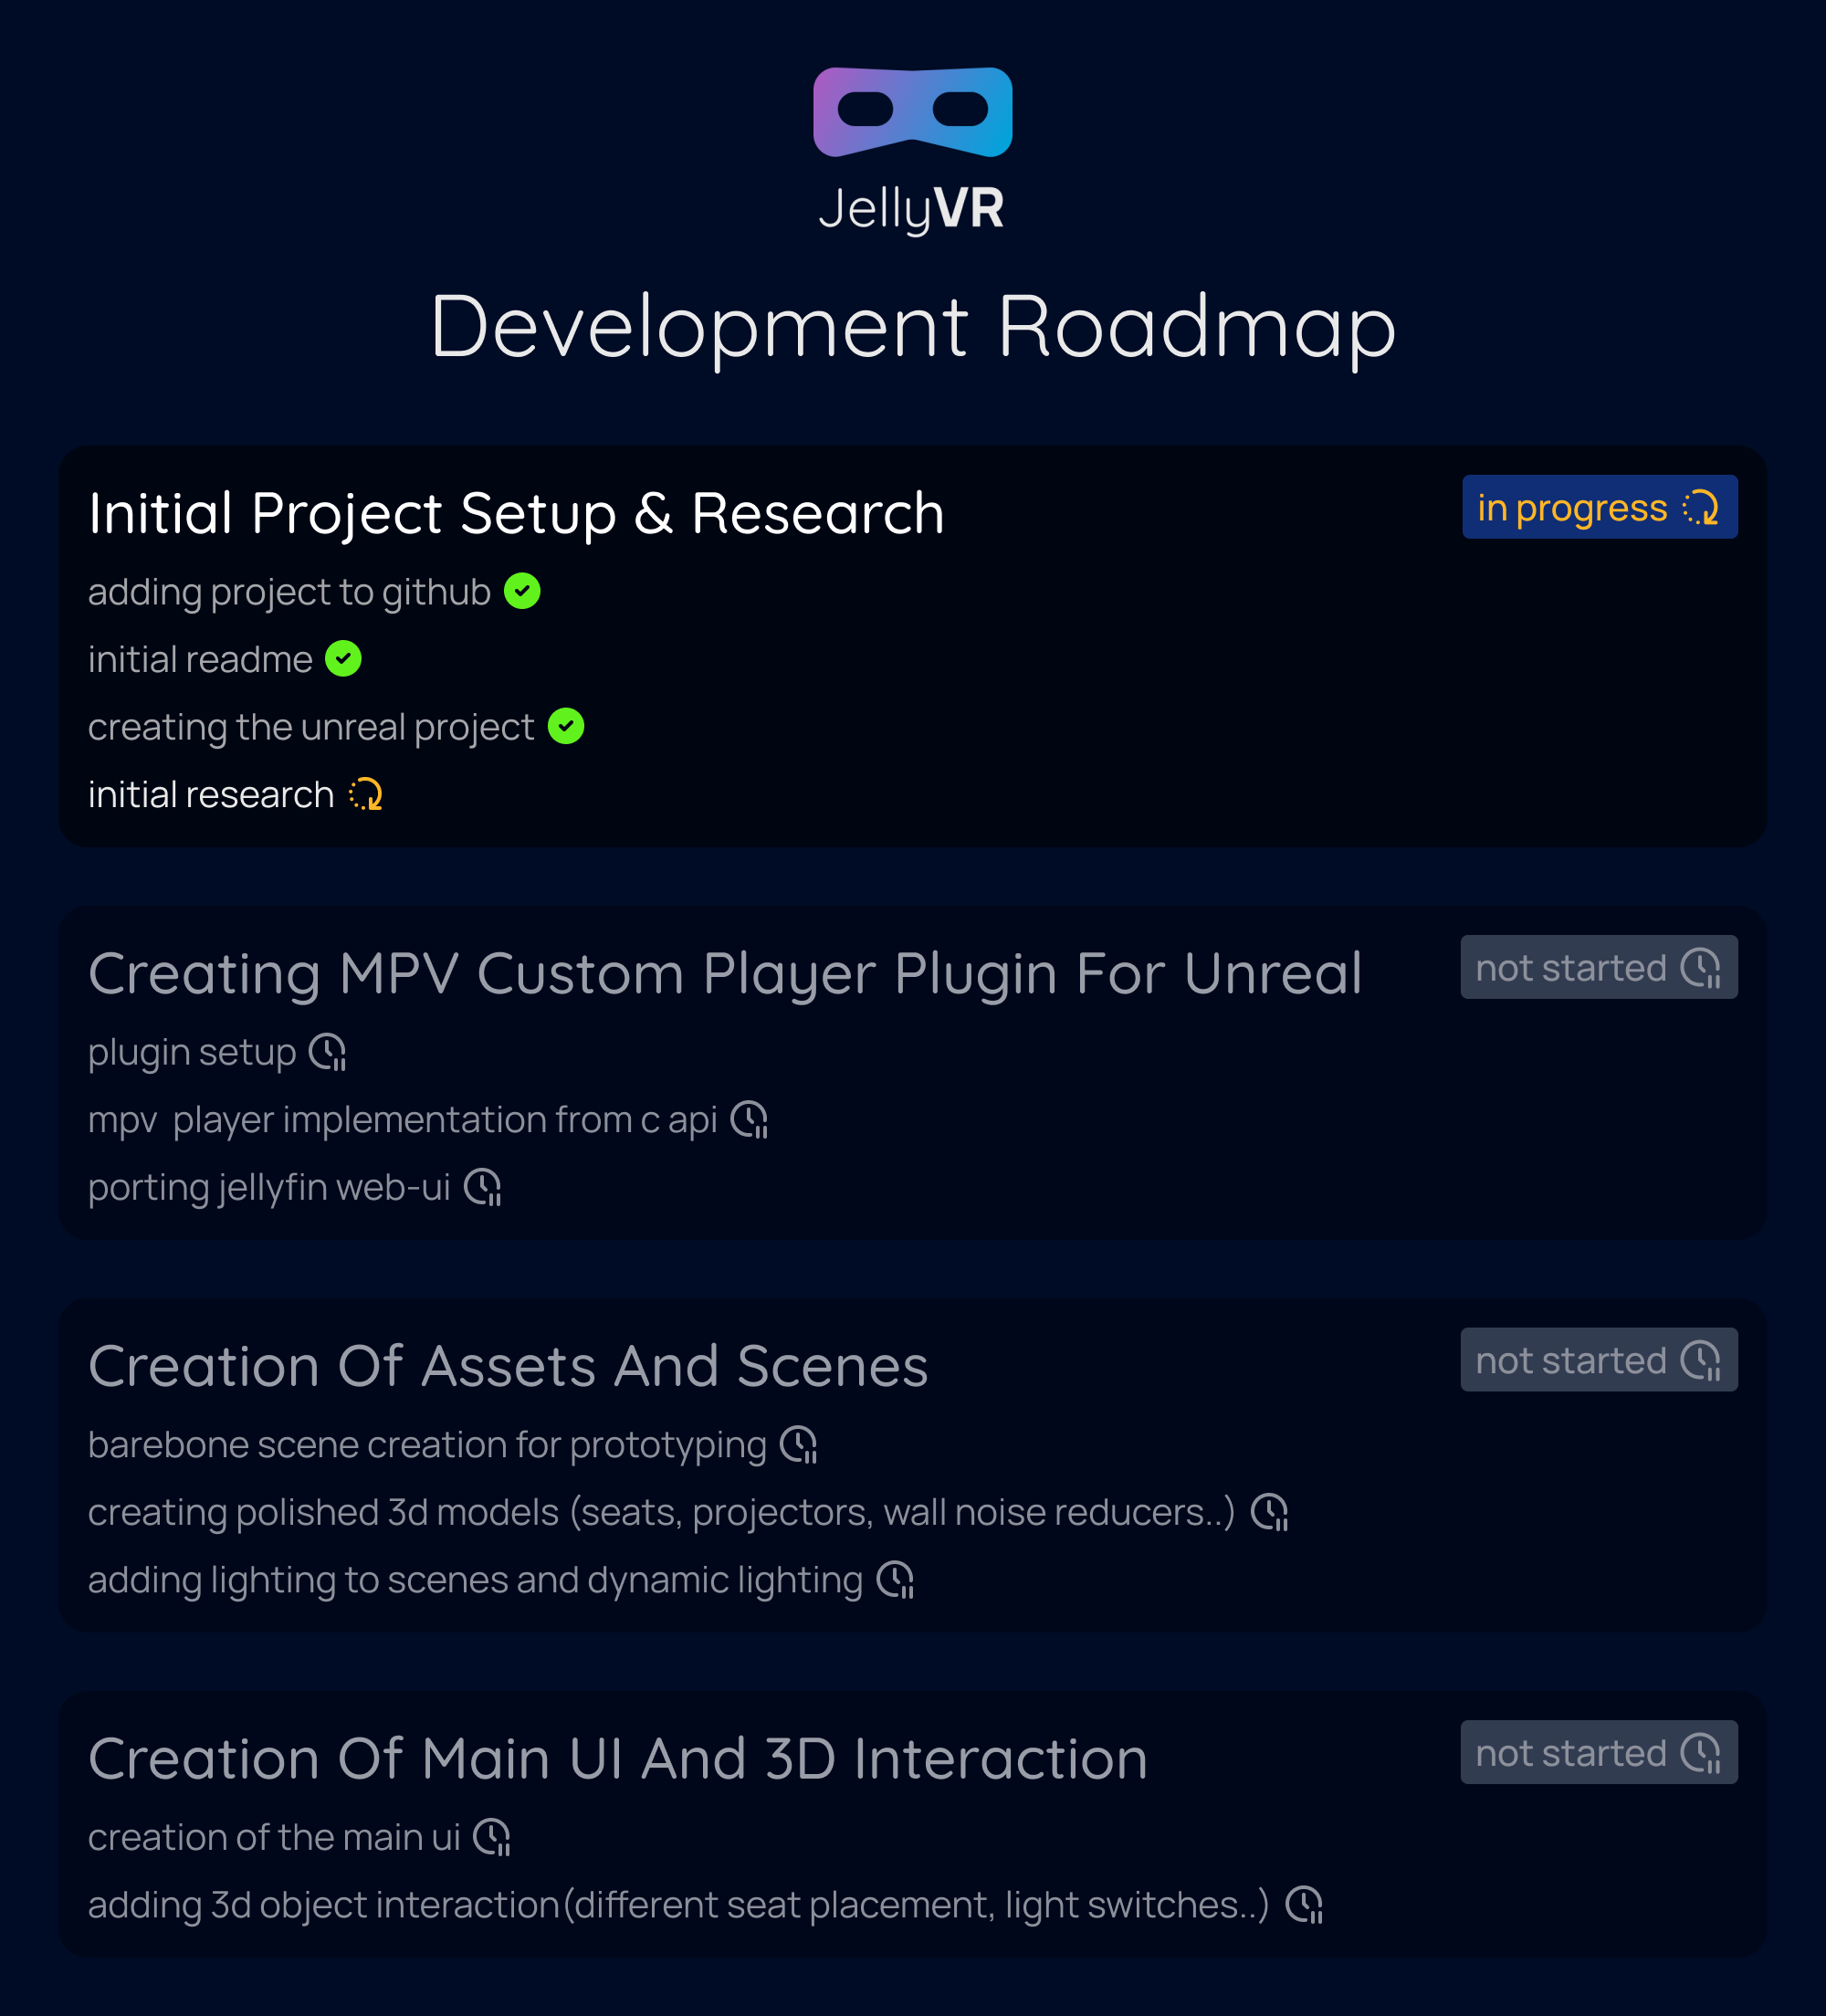 JellyVR
Development Roadmap
Initial Project Setup & Research
in progress
adding project to github
initial readme
creating the unreal project
initial research
Creating MPV Custom Player Plugin For Unreal
not started
plugin setup
mpv  player implementation from c api
porting jellyfin web-ui
Creation Of Assets And Scenes
not started
barebone scene creation for prototyping
creating polished 3d models (seats, projectors, wall noise reducers..)
adding lighting to scenes and dynamic lighting
Creation Of Main UI And 3D Interaction
not started
creation of the main ui
adding 3d object interaction(different seat placement, light switches..)